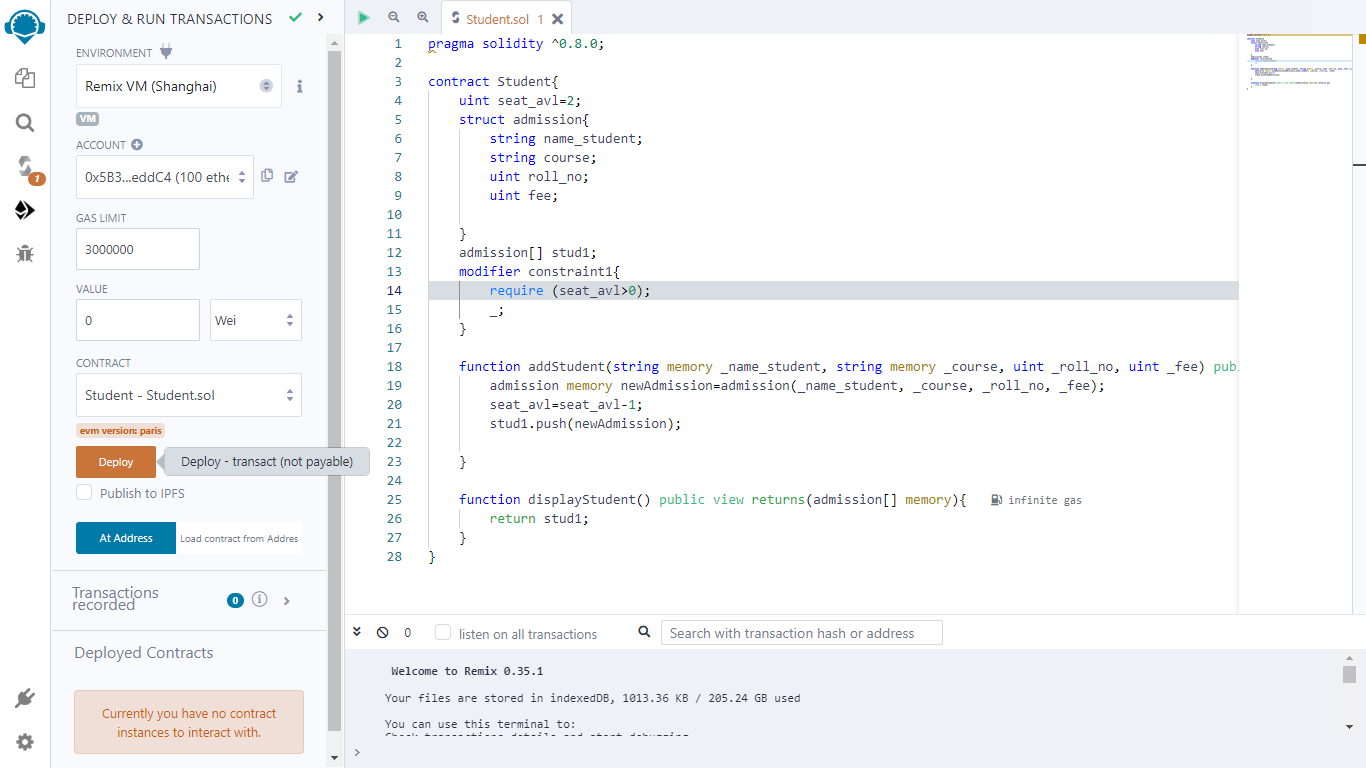 DEPLOY & RUN TRANSACTIONS
ENVIRONMENT
Remix VM (Shanghai)
VM
ACCOUNT
0x5B3...eddC4 (100 ethe
GAS LIMIT
3000000
VALUE
0
Wei
CONTRACT
Student - Student.sol
evm version: paris
Deploy
Deploy - transact (not payable)
Publish to IPFS
At Address
Load contract from Addres
Transactions
recorded
0
Deployed Contracts
Currently you have no contract
instances to interact with.
1
Student.sol 1
1 pragma solidity ^0.8.0;
2
3 contract Student{
4 uint seat_avl=2;
5 struct admission{
6 string name_student;
7 string course;
8 uint roll_no;
9 uint fee;
10
11 }
12 admission[] stud1;
13 modifier constraint1{
14 require (seat_avl>0);
15 _;
16 }
17
18 function addStudent(string memory _name_student, string memory _course, uint _roll_no, uint _fee) pub
19 admission memory newAdmission=admission(_name_student, _course, _roll_no, _fee);
20 seat_avl=seat_avl-1;
21 stud1.push(newAdmission);
22
23 }
24
25 function displayStudent() public view returns(admission[] memory){ infinite gas
26 return stud1;
27 }
28 }
0
listen on all transactions
Search with transaction hash or address
Welcome to Remix 0.35.1
Your files are stored in indexedDB, 1013.36 KB / 205.24 GB used
You can use this terminal to:
Check transactions details and start debugging
>